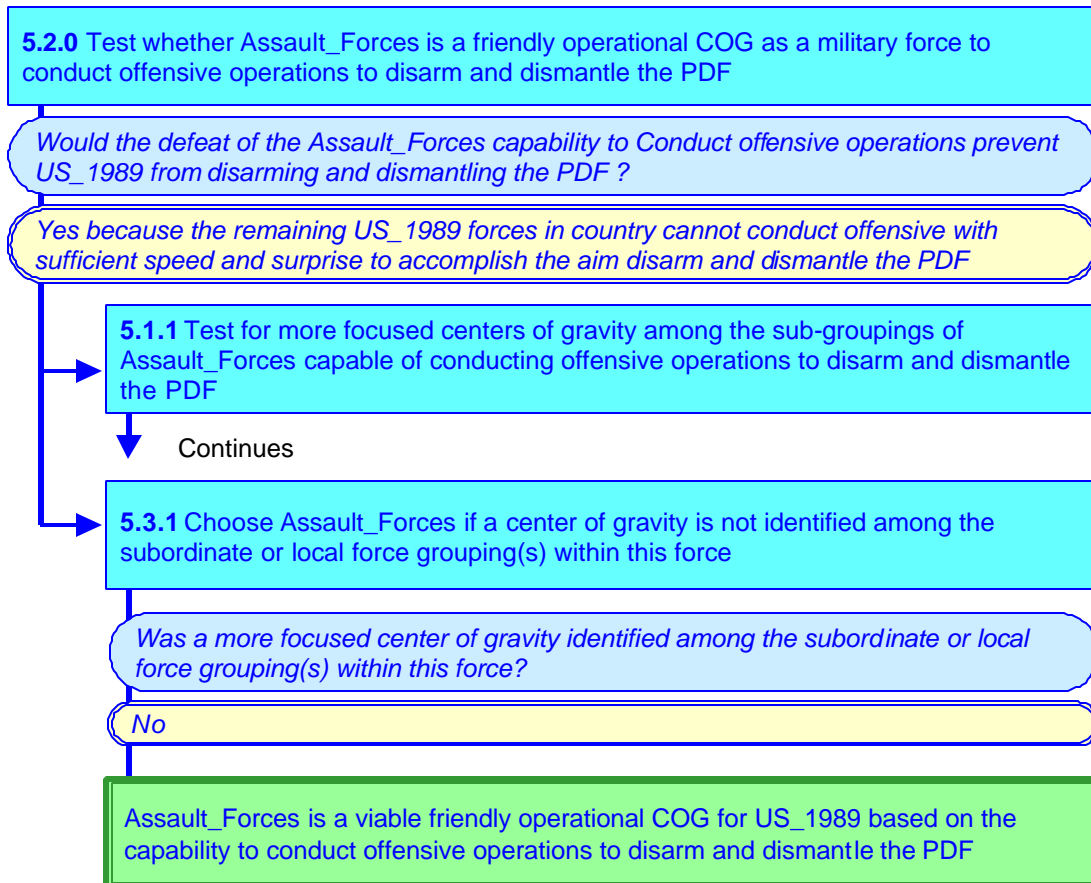 5.2.0 Test whether Assault_Forces is a friendly operational COG as a military force to
conduct offensive operations to disarm and dismantle the PDF
Would the defeat of the Assault_Forces capability to Conduct offensive operations prevent
US_1989 from disarming and dismantling the PDF ?
Yes because the remaining US_1989 forces in country cannot conduct offensive with
sufficient speed and surprise to accomplish the aim disarm and dismantle the PDF
5.1.1 Test for more focused centers of gravity among the sub-groupings of
Assault_Forces capable of conducting offensive operations to disarm and dismantle
the PDF
Continues
5.3.1 Choose Assault_Forces if a center of gravity is not identified among the
subordinate or local force grouping(s) within this force
Was a more focused center of gravity identified among the subordinate or local
force grouping(s) within this force?
No
Assault_Forces is a viable friendly operational COG for US_1989 based on the
capability to conduct offensive operations to disarm and dismantle the PDF